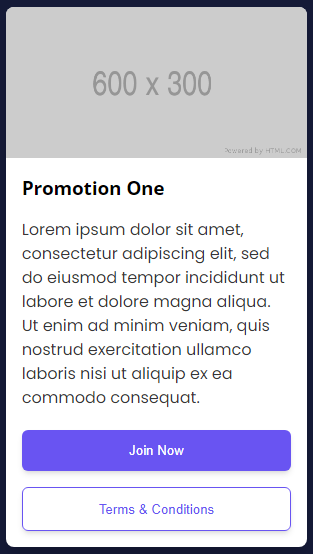 600 x 300
Powered by HTML.COM
Promotion One
Lorem ipsum dolor sit amet,
consectetur adipiscing elit, sed
do eiusmod tempor incididunt ut
labore et dolore magna aliqua.
Ut enim ad minim veniam, quis
nostrud exercitation ullamco
laboris nisi ut aliquip ex ea
commodo consequat.
Join Now
Terms & Conditions